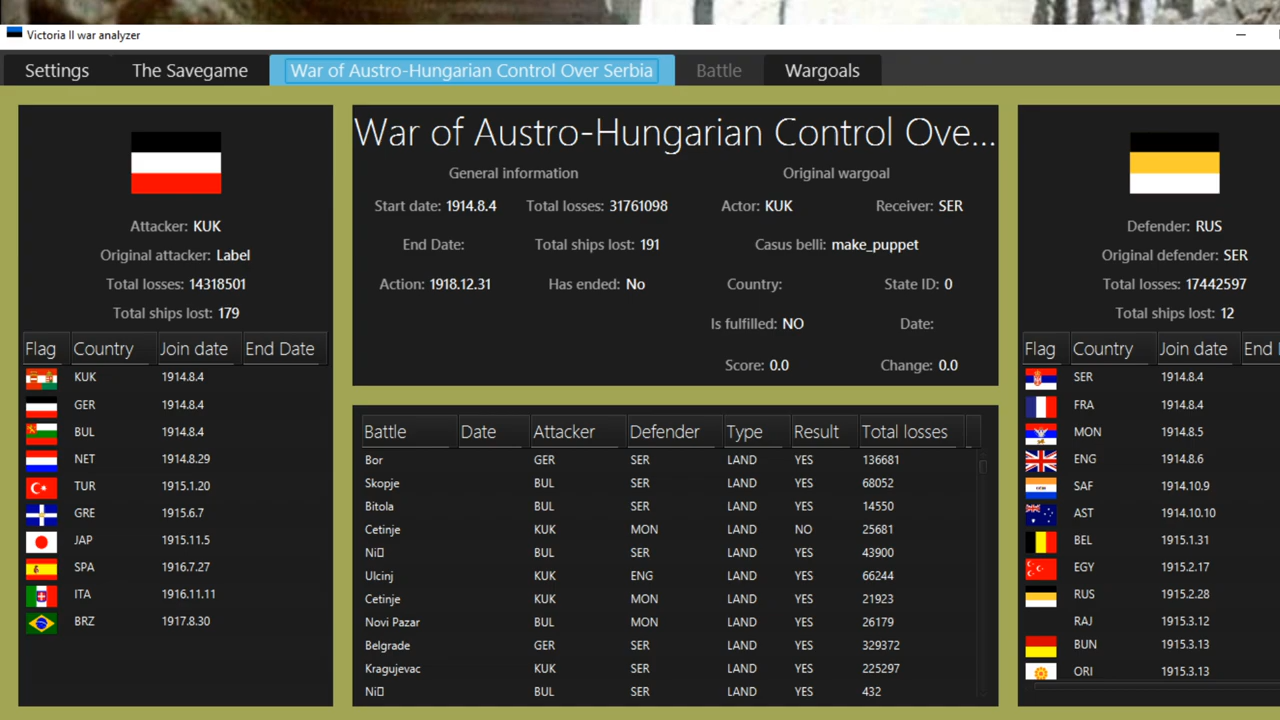 Victoria II war analyzer
Settings The Savegame War of Austro-Hungarian Control Over Serbia Battle Wargoals
Attacker: KUK
Original attacker: Label
Total losses: 14318501
Total ships lost: 179
Flag Country Join date End Date
KUK 1914.8.4
GER 1914.8.4
BUL 1914.8.4
NET 1914.8.29
TUR 1915.1.20
GRE 1915.6.7
JAP 1915.11.5
SPA 1916.7.27
ITA 1916.11.11
BRZ 1917.8.30
War of Austro-Hungarian Control Ove...
General information Original wargoal
Start date: 1914.8.4 Total losses: 31761098 Actor: KUK Receiver: SER
End Date: Total ships lost: 191 Casus belli: make_puppet
Action: 1918.12.31 Has ended: No Country: State ID: 0
Is fulfilled: NO Date:
Score: 0.0 Change: 0.0
Battle Date Attacker Defender Type Result Total losses
Bor GER SER LAND YES 136681
Skopje BUL SER LAND YES 68052
Bitola BUL SER LAND YES 14550
Cetinje KUK MON LAND NO 25681
Ni▯ BUL SER LAND YES 43900
Ulcinj KUK ENG LAND YES 66244
Cetinje KUK MON LAND YES 21923
Novi Pazar BUL MON LAND YES 26179
Belgrade GER SER LAND YES 329372
Kragujevac KUK SER LAND YES 225297
Ni▯ BUL SER LAND YES 432
Defender: RUS
Original defender: SER
Total losses: 17442597
Total ships lost: 12
Flag Country Join date End
SER 1914.8.4
FRA 1914.8.4
MON 1914.8.5
ENG 1914.8.6
SAF 1914.10.9
AST 1914.10.10
BEL 1915.1.31
EGY 1915.2.17
RUS 1915.2.28
RAJ 1915.3.12
BUN 1915.3.13
ORI 1915.3.13